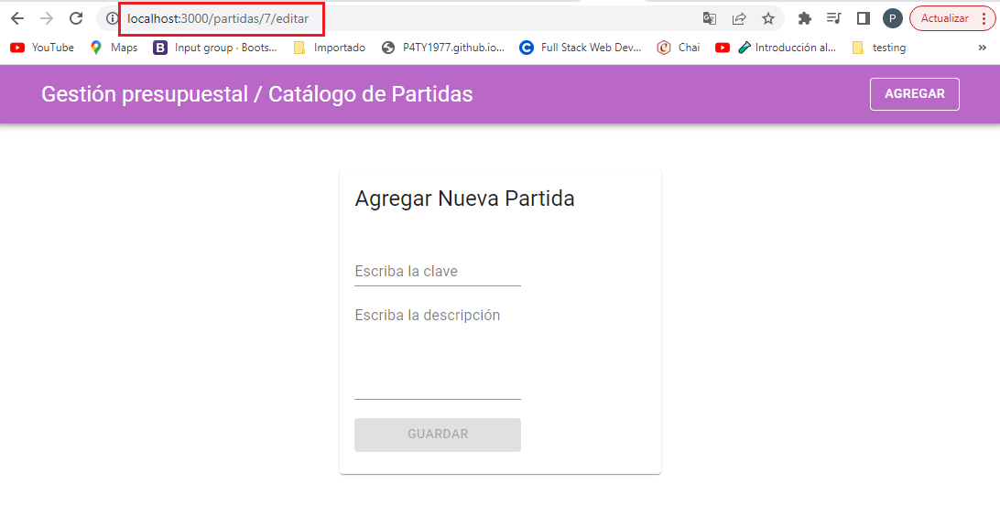 localhost:3000/partidas/7/editar
P
Actualizar
YouTube
Maps
Input group · Boots...
Importado
P4TY1977.github.io...
Full Stack Web Dev...
Chai
Introducción al...
testing
»
Gestión presupuestal / Catálogo de Partidas
AGREGAR
Agregar Nueva Partida
Escriba la clave
Escriba la descripción
GUARDAR